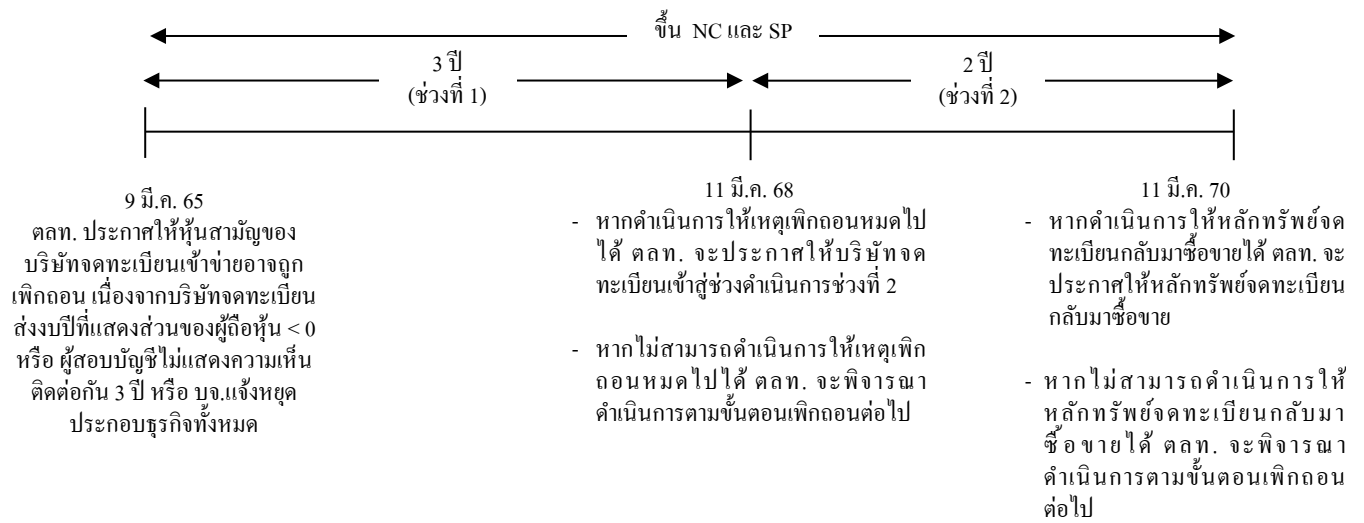 ขึ้น NC และ SP
3 ปี
(ช่วงที่ 1)
2 ปี
(ช่วงที่ 2)
9 มี.ค. 65
ตลท. ประกาศให้หุ้นสามัญของ
บริษัทจดทะเบียนเข้าข่ายอาจถูก
เพิกถอน เนื่องจากบริษัทจดทะเบียน
ส่งงบปีที่แสดงส่วนของผู้ถือหุ้น < 0
หรือ ผู้สอบบัญชีไม่แสดงความเห็น
ติดต่อกัน 3 ปี หรือ บจ.แจ้งหยุด
ประกอบธุรกิจทั้งหมด
11 มี.ค. 68
- หากดำเนินการให้เหตุเพิกถอนหมดไป
ได้ ตลท. จะประกาศให้บริษัทจด
ทะเบียนเข้าสู่ช่วงดำเนินการช่วงที่ 2
- หากไม่สามารถดำเนินการให้เหตุเพิก
ถอนหมดไปได้ ตลท. จะพิจารณา
ดำเนินการตามขั้นตอนเพิกถอนต่อไป
11 มี.ค. 70
- หากดำเนินการให้หลักทรัพย์จด
ทะเบียนกลับมาซื้อขายได้ ตลท. จะ
ประกาศให้หลักทรัพย์จดทะเบียน
กลับมาซื้อขาย
- หากไม่สามารถดำเนินการให้
หลักทรัพย์จดทะเบียนกลับมา
ซื้อขายได้ ตลท. จะพิจารณา
ดำเนินการตามขั้นตอนเพิกถอน
ต่อไป